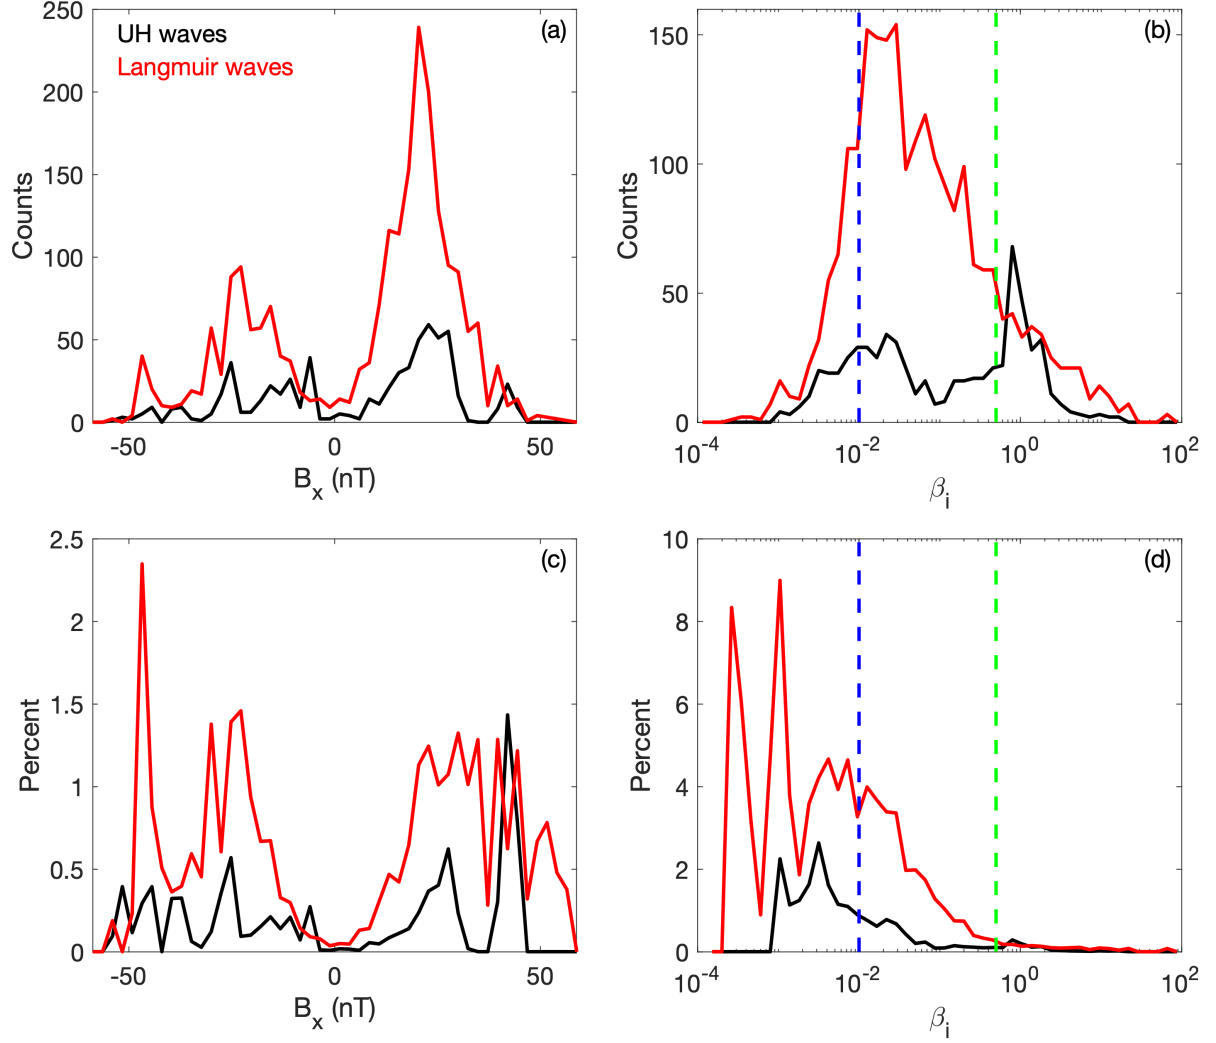 (a)
UH waves
Langmuir waves
250
200
150
100
50
0
Counts
-50
0
50
B_x (nT)
(b)
150
100
50
0
Counts
10^-4
10^-2
10^0
10^2
β_i
(c)
2.5
2
1.5
1
0.5
0
Percent
-50
0
50
B_x (nT)
(d)
10
8
6
4
2
0
Percent
10^-4
10^-2
10^0
10^2
β_i